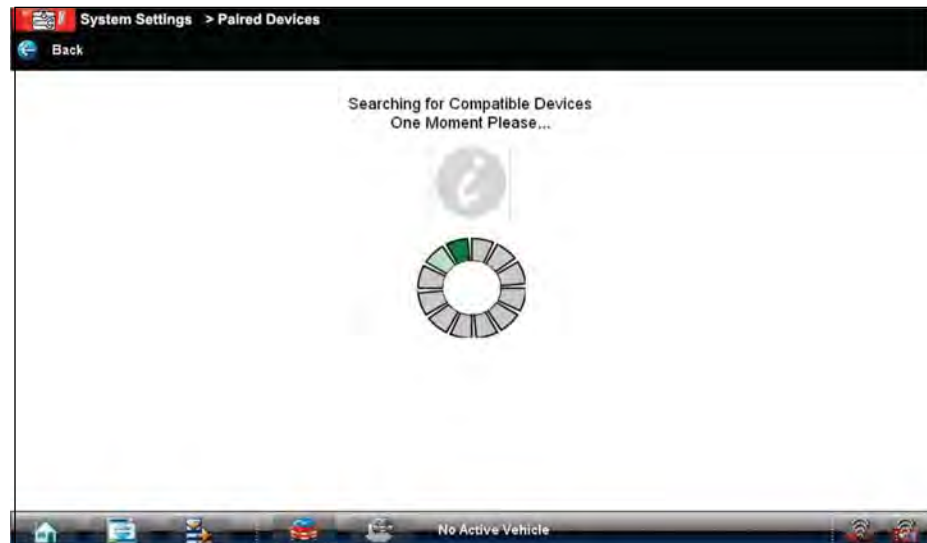 System Settings > Paired Devices
Back
Searching for Compatible Devices
One Moment Please...
No Active Vehicle